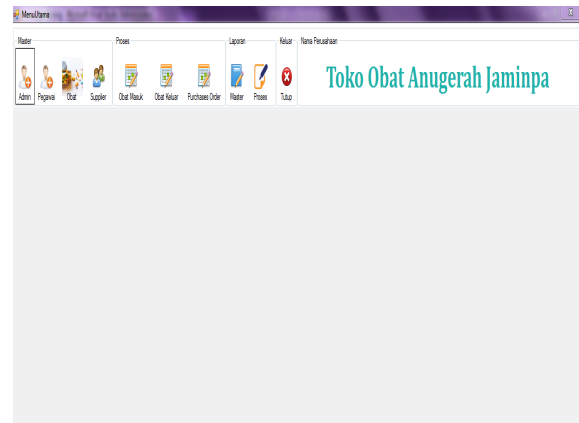 MenuUtama
Master Proses Laporan Keluar Nama Perusahaan
Toko Obat Anugerah Jaminpa
Admin Pegawai Obat Supplier Obat Masuk Obat Keluar Purchases Order Master Proses Tutup